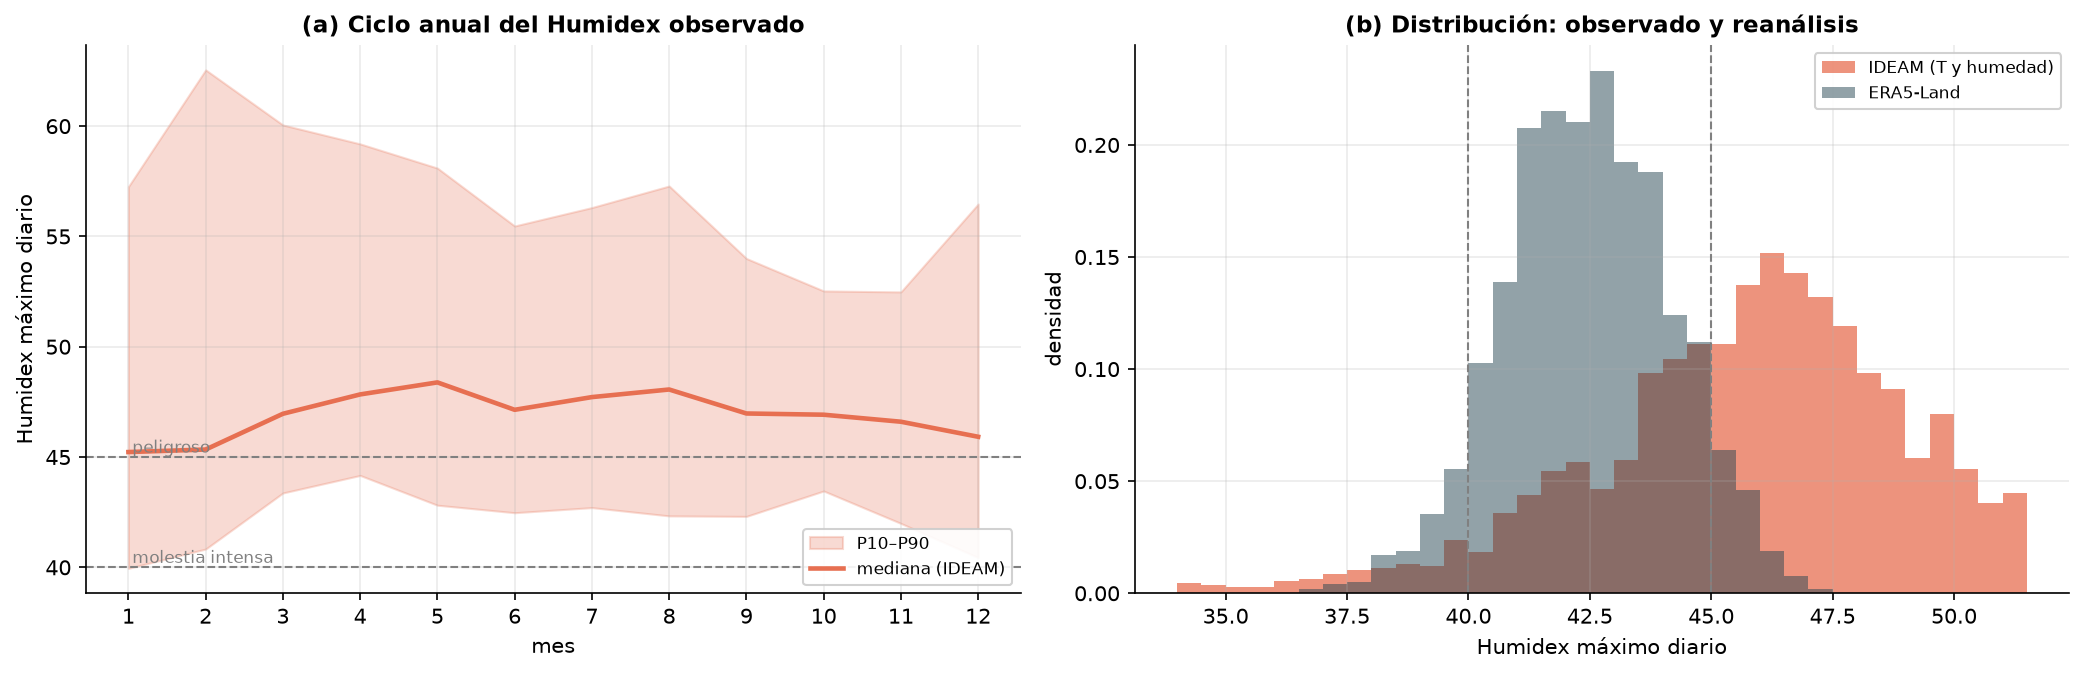 (a) Ciclo anual del Humidex observado
Humidex máximo diario
60
55
50
45
40
peligroso
molestia intensa
P10–P90
mediana (IDEAM)
1 2 3 4 5 6 7 8 9 10 11 12
mes
(b) Distribución: observado y reanálisis
densidad
0.20
0.15
0.10
0.05
0.00
IDEAM (T y humedad)
ERA5-Land
35.0 37.5 40.0 42.5 45.0 47.5 50.0
Humidex máximo diario